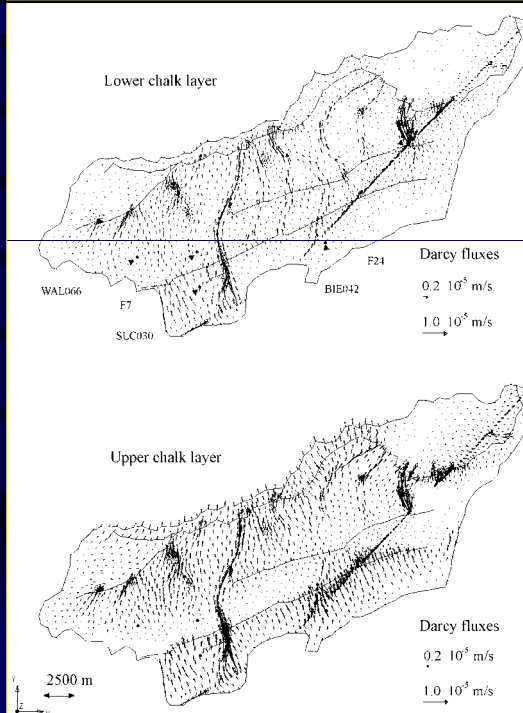 Lower chalk layer
Darcy fluxes
0.2 10⁻⁵ m/s
1.0 10⁻⁵ m/s
F24
WAL066
F7
BIE042
SLC030
Upper chalk layer
Darcy fluxes
0.2 10⁻⁵ m/s
1.0 10⁻⁵ m/s
2500 m
Y
Z